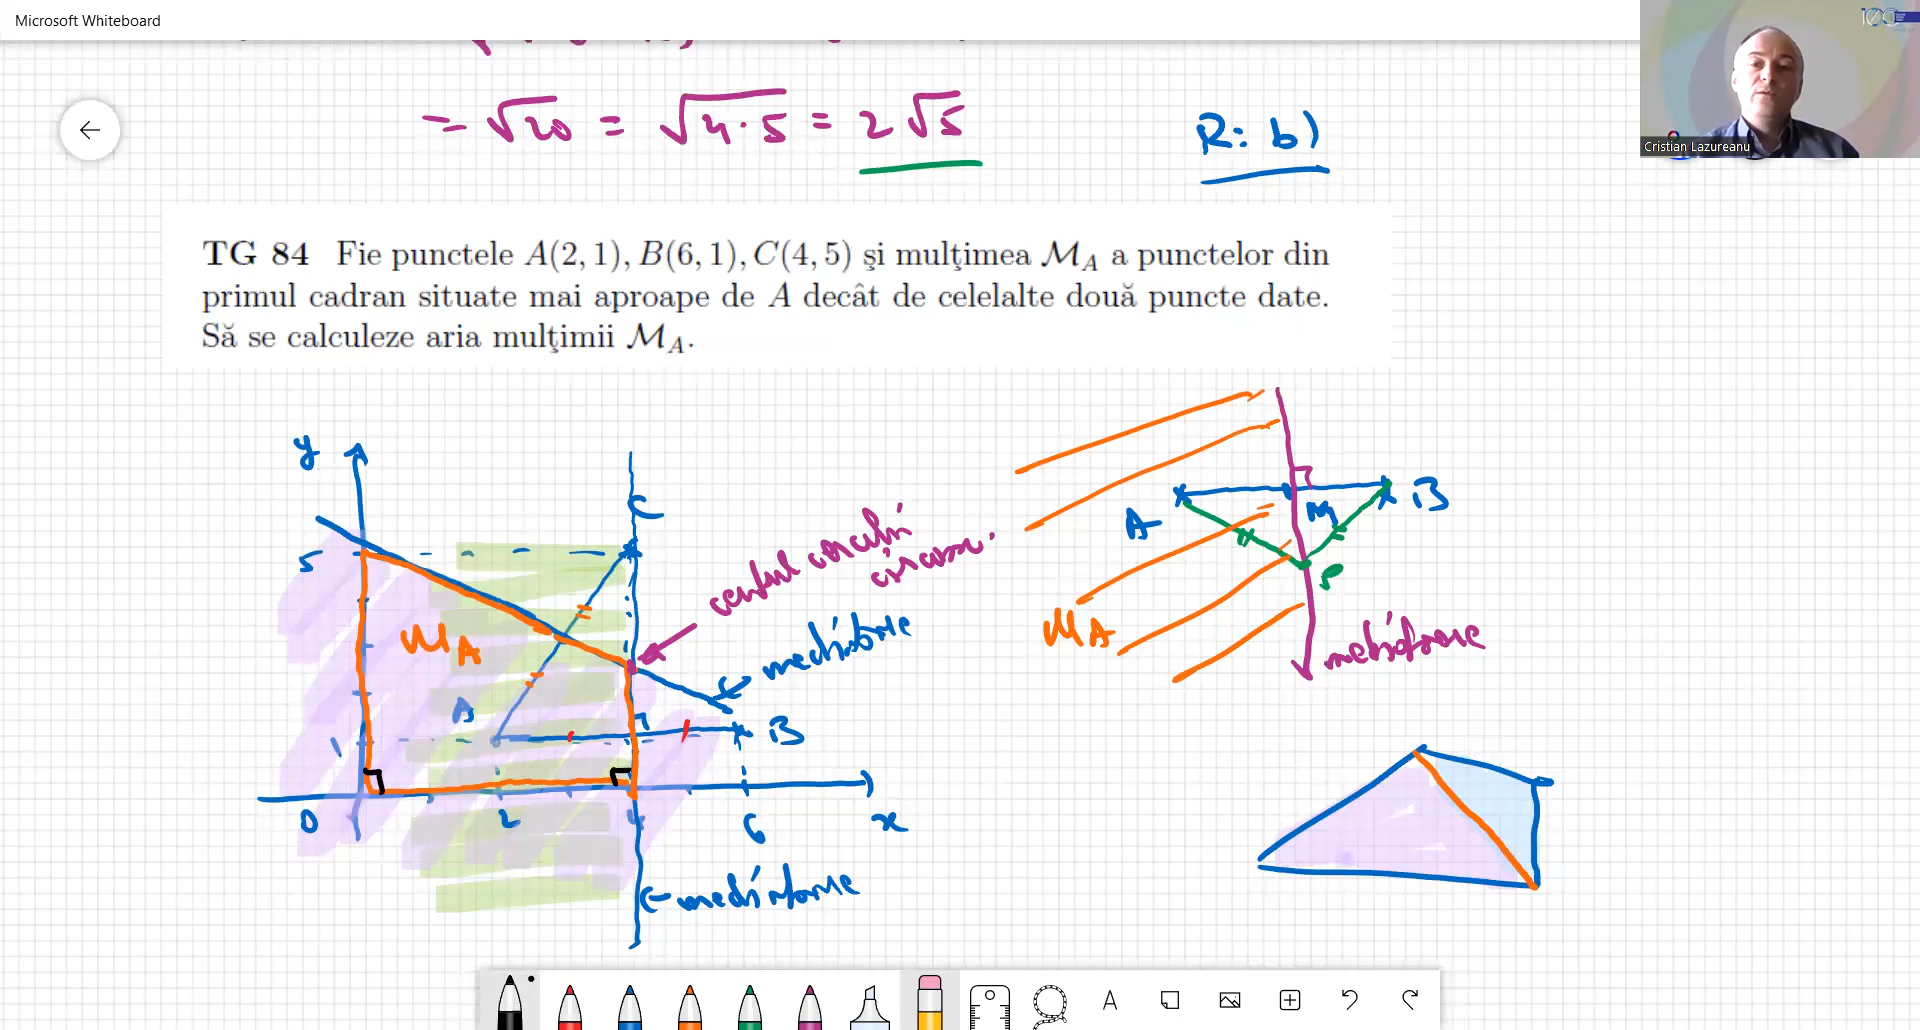 Microsoft Whiteboard
= √20 = √4·5 = 2√5
R: b)
Cristian Lazureanu
TG 84 Fie punctele A(2, 1), B(6, 1), C(4, 5) şi mulţimea M_A a punctelor din
primul cadran situate mai aproape de A decât de celelalte două puncte date.
Să se calculeze aria mulţimii M_A.
y
C
5
M_A
A
1
B
0
2
4
6
x
mediatoare
mediatoare
centrul cercului
circumscr.
A
M
B
P
M_A
mediatoare